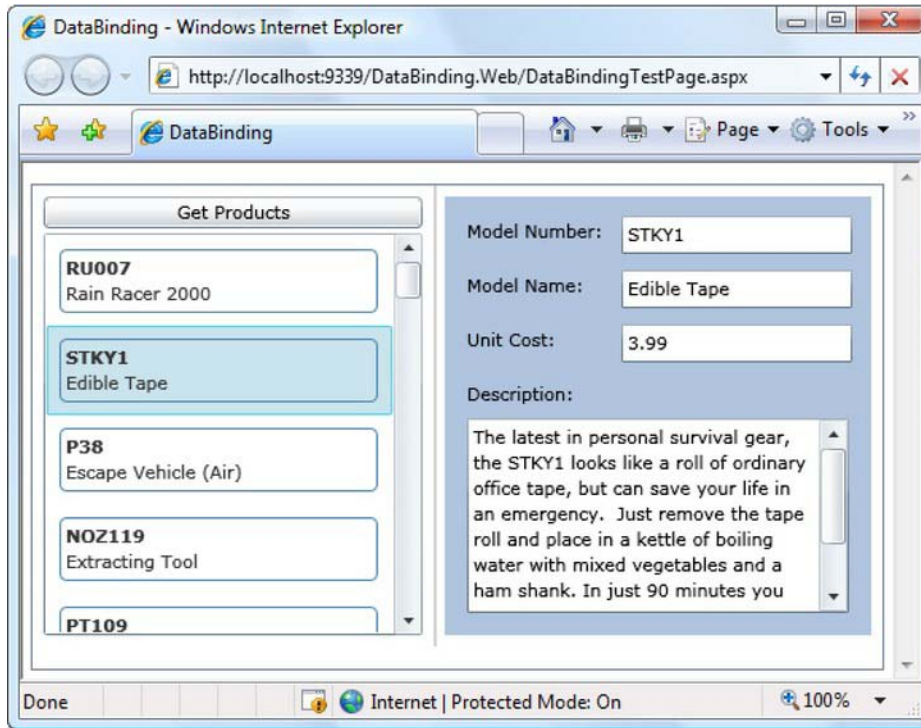 DataBinding - Windows Internet Explorer
http://localhost:9339/DataBinding.Web/DataBindingTestPage.aspx
DataBinding
Page
Tools
Get Products
RU007
Rain Racer 2000
STKY1
Edible Tape
P38
Escape Vehicle (Air)
NOZ119
Extracting Tool
PT109
Model Number:
STKY1
Model Name:
Edible Tape
Unit Cost:
3.99
Description:
The latest in personal survival gear,
the STKY1 looks like a roll of ordinary
office tape, but can save your life in
an emergency.  Just remove the tape
roll and place in a kettle of boiling
water with mixed vegetables and a
ham shank. In just 90 minutes you
Done
Internet | Protected Mode: On
100%